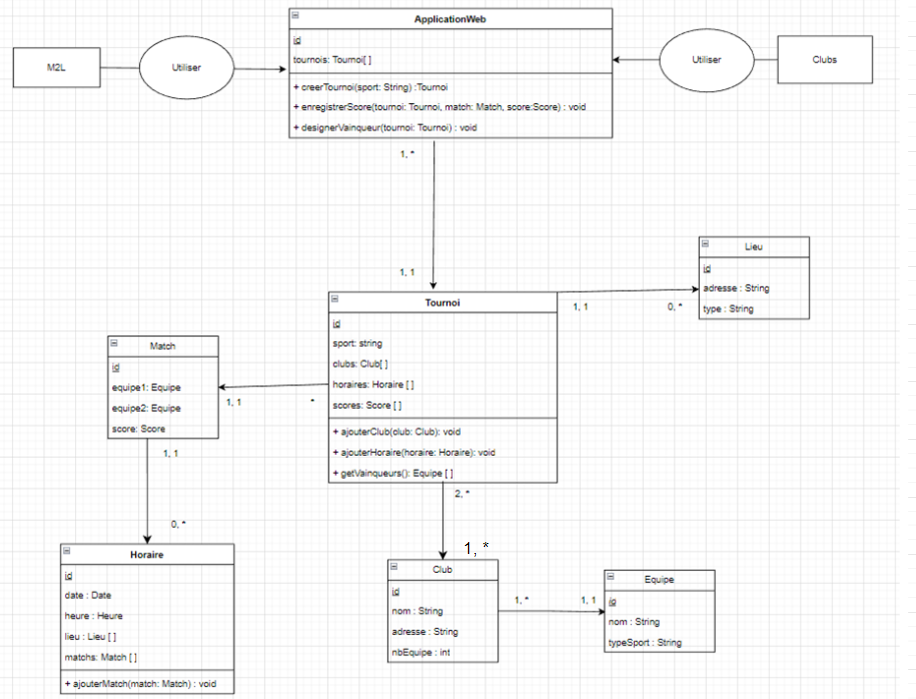 ApplicationWeb
id
tournois: Tournoi[ ]
+ creerTournoi(sport: String) :Tournoi
+ enregistrerScore(tournoi: Tournoi, match: Match, score:Score) : void
+ designerVainqueur(tournoi: Tournoi) : void
M2L
Utiliser
Utiliser
Clubs
1, *
1, 1
Lieu
id
adresse : String
type : String
1, 1
0, *
Tournoi
id
sport: string
clubs: Club[ ]
horaires: Horaire [ ]
scores: Score [ ]
+ ajouterClub(club: Club): void
+ ajouterHoraire(horaire: Horaire): void
+ getVainqueurs(): Equipe [ ]
Match
id
equipe1: Equipe
equipe2: Equipe
score: Score
1, 1
*
1, 1
0, *
2, *
1, *
Horaire
id
date : Date
heure : Heure
lieu : Lieu [ ]
matchs: Match [ ]
+ ajouterMatch(match: Match) : void
Club
id
nom : String
adresse : String
nbEquipe : int
1, *
1, 1
Equipe
id
nom : String
typeSport : String